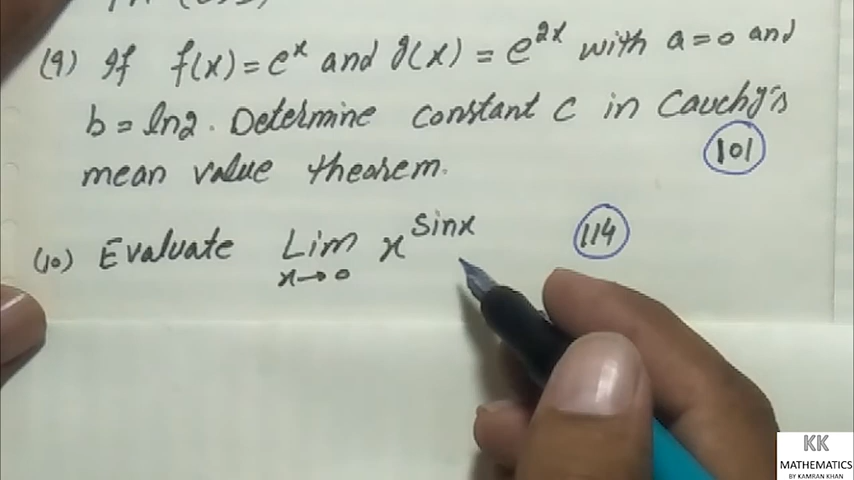 (9) If f(x) = e^x and g(x) = e^2x with a = 0 and
b = ln2. Determine constant c in Cauchy's
mean value theorem.
101
(10) Evaluate Lim x→0 x^Sinx
114
KK
MATHEMATICS
BY KAMRAN KHAN